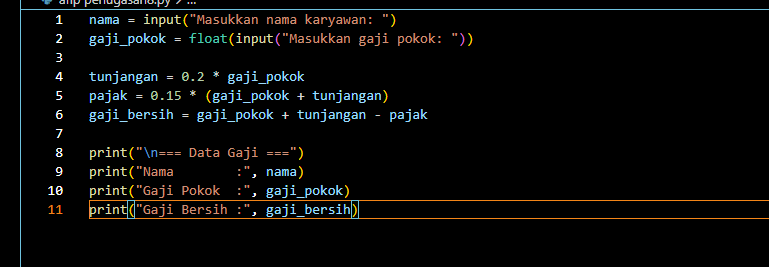 penugasan8.py > ...
1 nama = input("Masukkan nama karyawan: ")
2 gaji_pokok = float(input("Masukkan gaji pokok: "))
3
4 tunjangan = 0.2 * gaji_pokok
5 pajak = 0.15 * (gaji_pokok + tunjangan)
6 gaji_bersih = gaji_pokok + tunjangan - pajak
7
8 print("\n=== Data Gaji ===")
9 print("Nama        :", nama)
10 print("Gaji Pokok  :", gaji_pokok)
11 print("Gaji Bersih :", gaji_bersih)